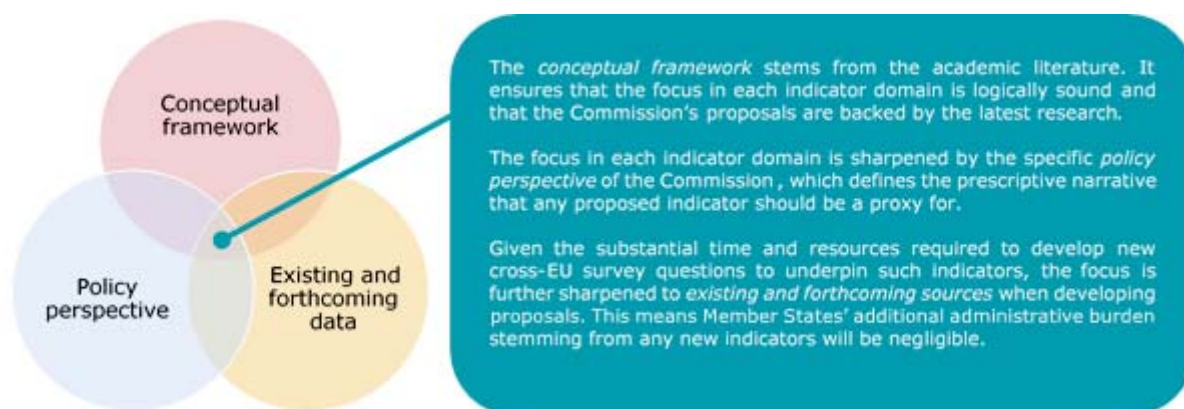 Conceptual
framework
Policy
perspective
Existing and
forthcoming
data
The conceptual framework stems from the academic literature. It
ensures that the focus in each indicator domain is logically sound and
that the Commission's proposals are backed by the latest research.
The focus in each indicator domain is sharpened by the specific policy
perspective of the Commission , which defines the prescriptive narrative
that any proposed indicator should be a proxy for.
Given the substantial time and resources required to develop new
cross-EU survey questions to underpin such indicators, the focus is
further sharpened to existing and forthcoming sources when developing
proposals. This means Member States' additional administrative burden
stemming from any new indicators will be negligible.